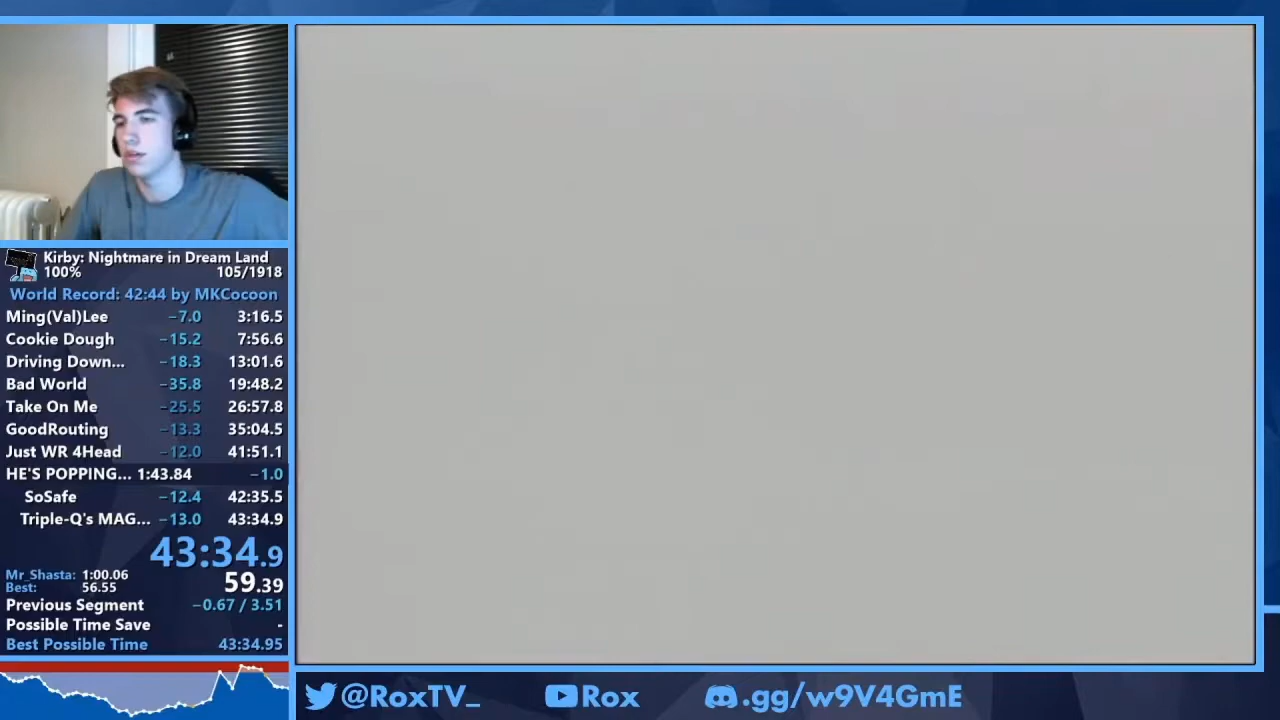 Kirby: Nightmare in Dream Land
100% 105/1918
World Record: 42:44 by MKCocoon
Ming(Val)Lee -7.0 3:16.5
Cookie Dough -15.2 7:56.6
Driving Down... -18.3 13:01.6
Bad World -35.8 19:48.2
Take On Me -25.5 26:57.8
GoodRouting -13.3 35:04.5
Just WR 4Head -12.0 41:51.1
HE'S POPPING... 1:43.84 -1.0
SoSafe -12.4 42:35.5
Triple-Q's MAG... -13.0 43:34.9
43:34.9
Mr_Shasta: 1:00.06
Best: 56.55
59.39
Previous Segment -0.67 / 3.51
Possible Time Save -
Best Possible Time 43:34.95
@RoxTV_ Rox .gg/w9V4GmE